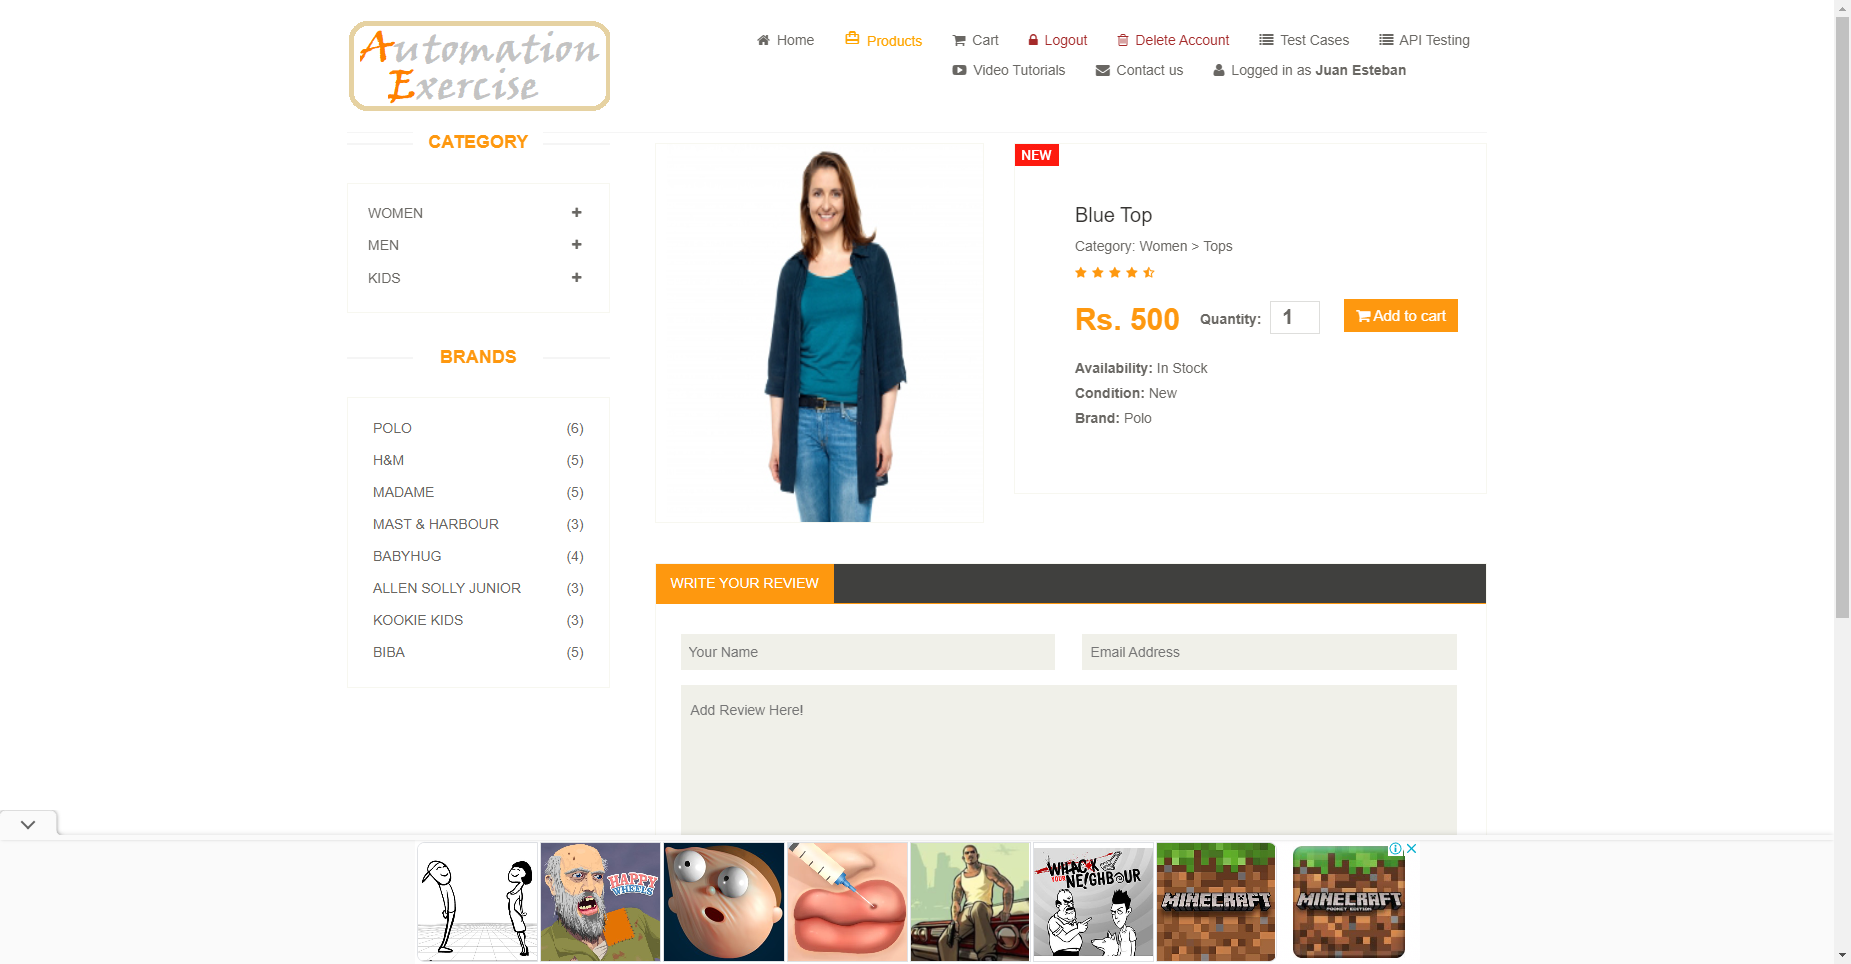 Automation
Exercise
Home
Products
Cart
Logout
Delete Account
Test Cases
API Testing
Video Tutorials
Contact us
Logged in as Juan Esteban
CATEGORY
WOMEN
MEN
KIDS
BRANDS
POLO (6)
H&M (5)
MADAME (5)
MAST & HARBOUR (3)
BABYHUG (4)
ALLEN SOLLY JUNIOR (3)
KOOKIE KIDS (3)
BIBA (5)
NEW
Blue Top
Category: Women > Tops
Rs. 500 Quantity: 1 Add to cart
Availability: In Stock
Condition: New
Brand: Polo
WRITE YOUR REVIEW
Your Name
Email Address
Add Review Here!
HAPPY
WHEELS
WHACK
YOUR
NEIGHBOUR
MINECRAFT
MINECRAFT
POCKET EDITION